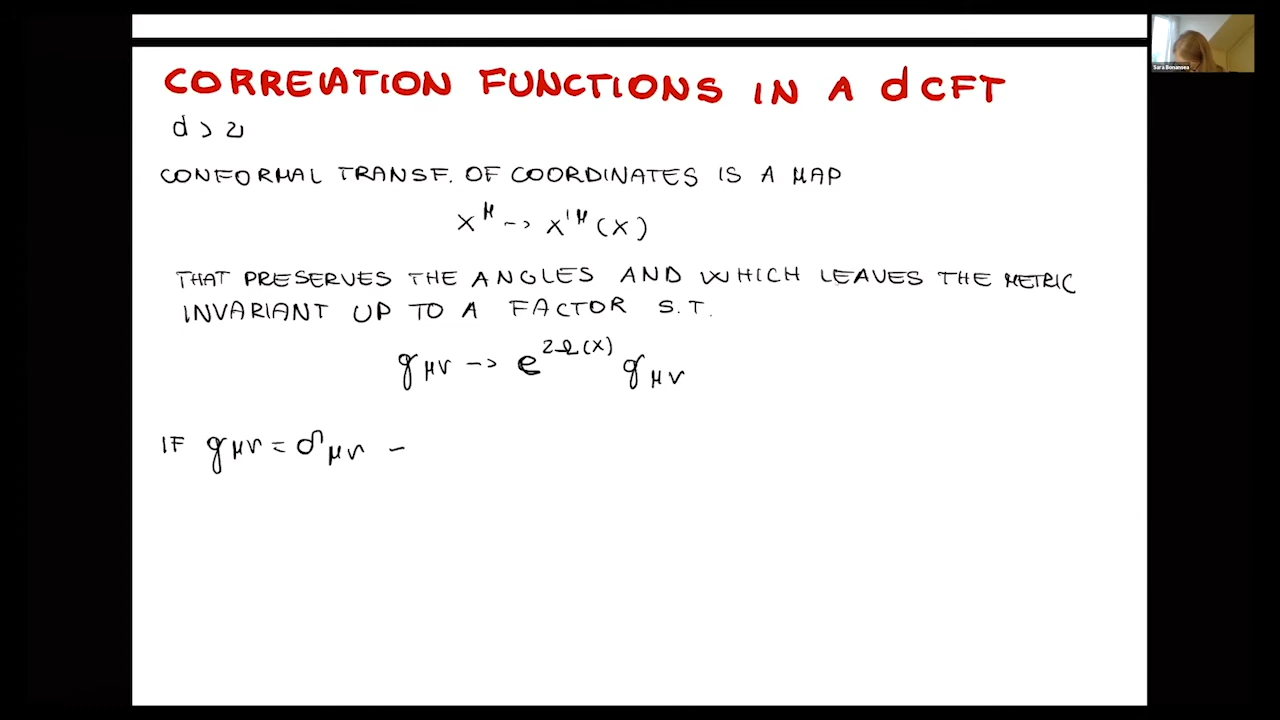 CORRELATION FUNCTIONS IN A dCFT
d > 2
CONFORMAL TRANSF. OF COORDINATES IS A MAP
x^μ -> x'^μ (x)
THAT PRESERVES THE ANGLES AND WHICH LEAVES THE METRIC
INVARIANT UP TO A FACTOR S.T.
g_μν -> e^{2Ω(x)} g_μν
IF g_μν = δ_μν -